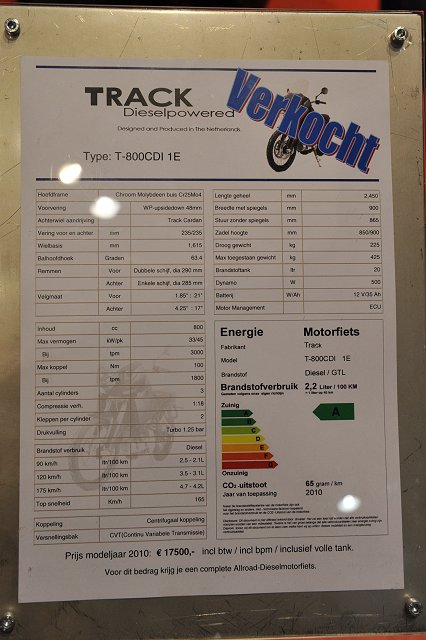 TRACK
Dieselpowered
Designed and Produced in The Netherlands.
Verkocht
Type: T-800CDI 1E
Hoofdframe Chroom Molybdeen buis Cr25Mo4
Voorvering WP-upsidedown 48mm
Achterwiel aandrijving Track Cardan
Vering voor en achter mm 235/235
Wielbasis mm 1,615
Balhoofdhoek Graden 63.4
Remmen Voor Dubbele schijf, dia 290 mm
Achter Enkele schijf, dia 285 mm
Velgmaat Voor 1.85" : 21"
Achter 4.25" : 17"
Lengte geheel mm 2,450
Breedte met spiegels mm 900
Stuur zonder spiegels mm 865
Zadel hoogte mm 850/900
Droog gewicht kg 225
Max toegestaan gewicht kg 425
Brandstoftank ltr 20
Dynamo W 500
Batterij W/Ah 12 V/35 Ah
Motor Management ECU
Inhoud cc 800
Max vermogen kW/pk 33/45
Bij tpm 3000
Max koppel Nm 100
Bij tpm 1800
Aantal cylinders 3
Compressie verh. 1:18
Kleppen per cylinder 2
Drukvulling Turbo 1.25 bar
Brandstof verbruik Diesel
90 km/h ltr/100 km 2.5 - 2.1L
120 km/h ltr/100 km 3.5 - 3.1L
175 km/h ltr/100 km 4.7 - 4.2L
Top snelheid Km/h 165
Koppeling Centrifugaal koppeling
Versnellingsbak CVT(Continu Variabele Transmissie)
Energie Motorfiets
Fabrikant Track
Model T-800CDI 1E
Brandstof Diesel / GTL
Brandstofverbruik 2,2 Liter / 100 KM
Zuinig
A
B
C
D
E
F
G
A
Onzuinig
CO2-uitstoot 65 gram / km
Jaar van toepassing 2010
Prijs modeljaar 2010: € 17500,- incl btw / incl bpm / inclusief volle tank.
Voor dit bedrag krijg je een complete Allroad-Dieselmotorfiets.